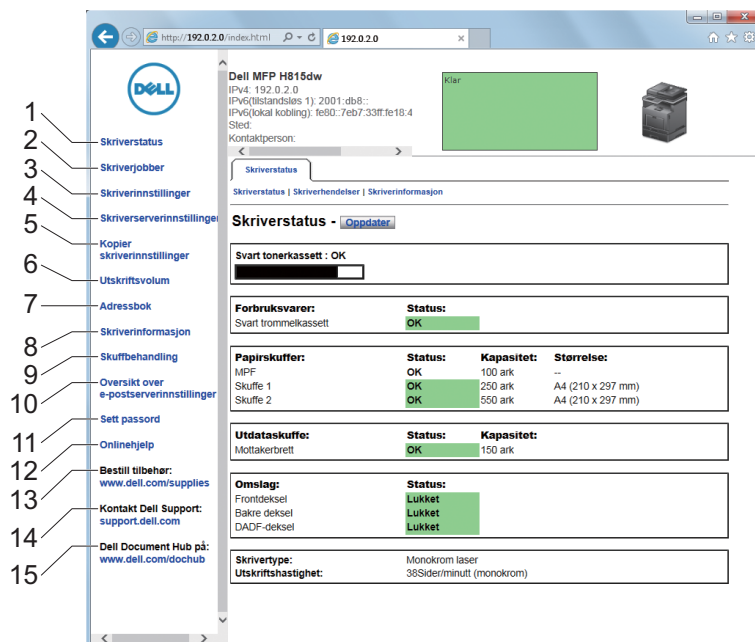 http://192.0.2.0/index.html
192.0.2.0
DELL
Dell MFP H815dw
IPv4: 192.0.2.0
IPv6(tilstandsløs 1): 2001:db8::
IPv6(lokal kobling): fe80::7eb7:33ff:fe18:4
Sted:
Kontaktperson:
Klar
1
Skriverstatus
2
Skriverjobber
3
Skriverinnstillinger
4
Skriverserverinnstillinger
5
Kopier
skriverinnstillinger
6
Utskriftsvolum
7
Adressbok
8
Skriverinformasjon
9
Skuffbehandling
10
Oversikt over
e-postserverinnstillinger
11
Sett passord
12
Onlinehjelp
13
Bestill tilbehør:
www.dell.com/supplies
14
Kontakt Dell Support:
support.dell.com
15
Dell Document Hub på:
www.dell.com/dochub
Skriverstatus
Skriverstatus | Skriverhendelser | Skriverinformasjon
Skriverstatus - Oppdater
Svart tonerkassett : OK
Forbruksvarer: Status:
Svart trommelkassett OK
Papirskuffer: Status: Kapasitet: Størrelse:
MPF OK 100 ark --
Skuffe 1 OK 250 ark A4 (210 x 297 mm)
Skuffe 2 OK 550 ark A4 (210 x 297 mm)
Utdataskuffe: Status: Kapasitet:
Mottakerbrett OK 150 ark
Omslag: Status:
Frontdeksel Lukket
Bakre deksel Lukket
DADF-deksel Lukket
Skrivertype: Monokrom laser
Utskriftshastighet: 38Sider/minutt (monokrom)